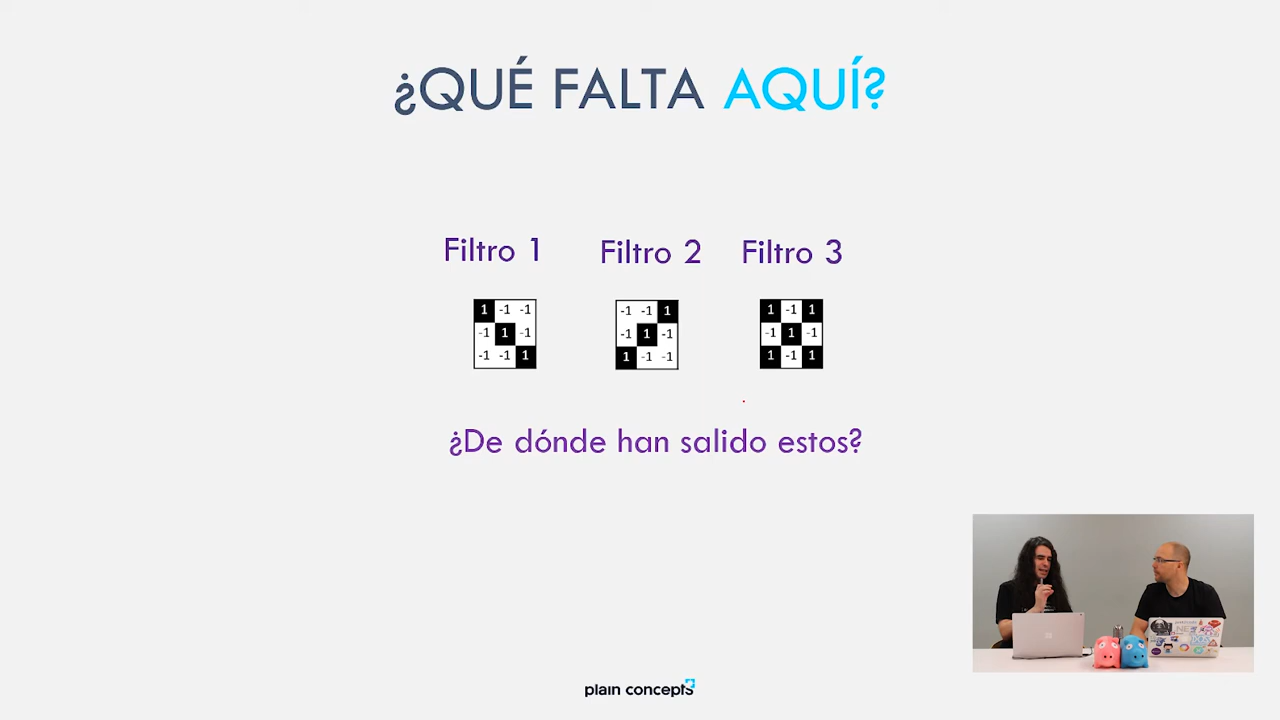 ¿QUÉ FALTA AQUÍ?
Filtro 1 Filtro 2 Filtro 3
1 -1 -1 -1 -1 1 1 -1 1
-1 1 -1 -1 1 -1 -1 1 -1
-1 -1 1 1 -1 -1 1 -1 1
¿De dónde han salido estos?
plain concepts